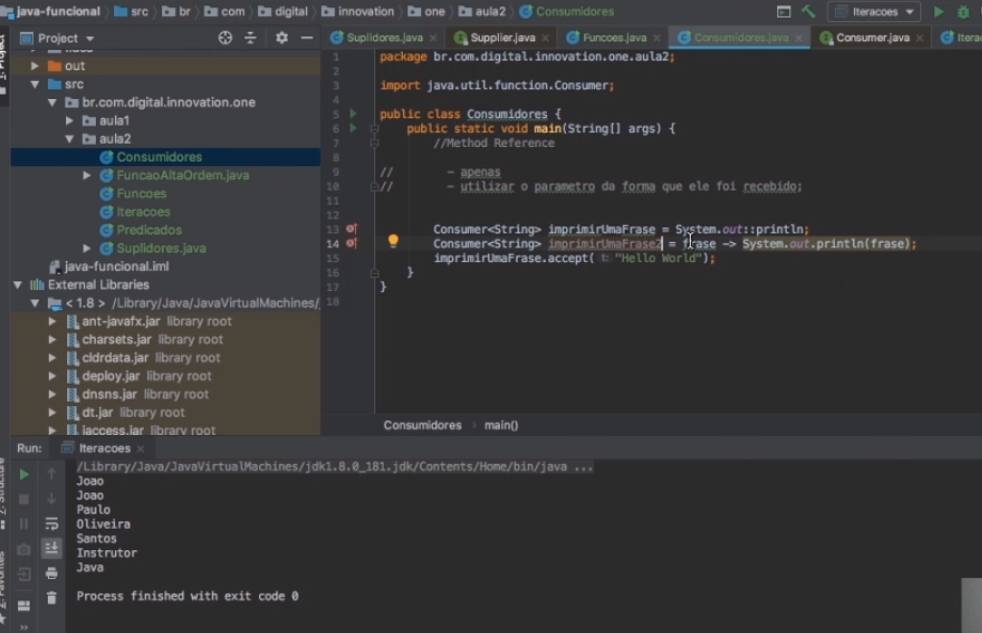 java-funcional src br com digital innovation one aula2 Consumidores Iteracoes
Project
Suplidores.java Supplier.java Funcoes.java Consumidores.java Consumer.java
1: Project
out
src
br.com.digital.innovation.one
aula1
aula2
Consumidores
FuncaoAltaOrdem.java
Funcoes
Iteracoes
Predicados
Suplidores.java
java-funcional.iml
External Libraries
< 1.8 > /Library/Java/JavaVirtualMachines/
ant-javafx.jar library root
charsets.jar library root
cldrdata.jar library root
deploy.jar library root
dnsns.jar library root
dt.jar library root
jaccess.jar library root
1 package br.com.digital.innovation.one.aula2;
2
3 import java.util.function.Consumer;
4
5 public class Consumidores {
6 public static void main(String[] args) {
7 //Method Reference
8
9 // - apenas
10 // - utilizar o parametro da forma que ele foi recebido;
11
12
13 Consumer<String> imprimirUmaFrase = System.out::println;
14 Consumer<String> imprimirUmaFrase2 = frase -> System.out.println(frase);
15 imprimirUmaFrase.accept( t: "Hello World");
16 }
17 }
18
Consumidores main()
Run: Iteracoes
/Library/Java/JavaVirtualMachines/jdk1.8.0_181.jdk/Contents/Home/bin/java ...
Joao
Joao
Paulo
Oliveira
Santos
Instrutor
Java
Process finished with exit code 0
Z: Structure
2: Favorites